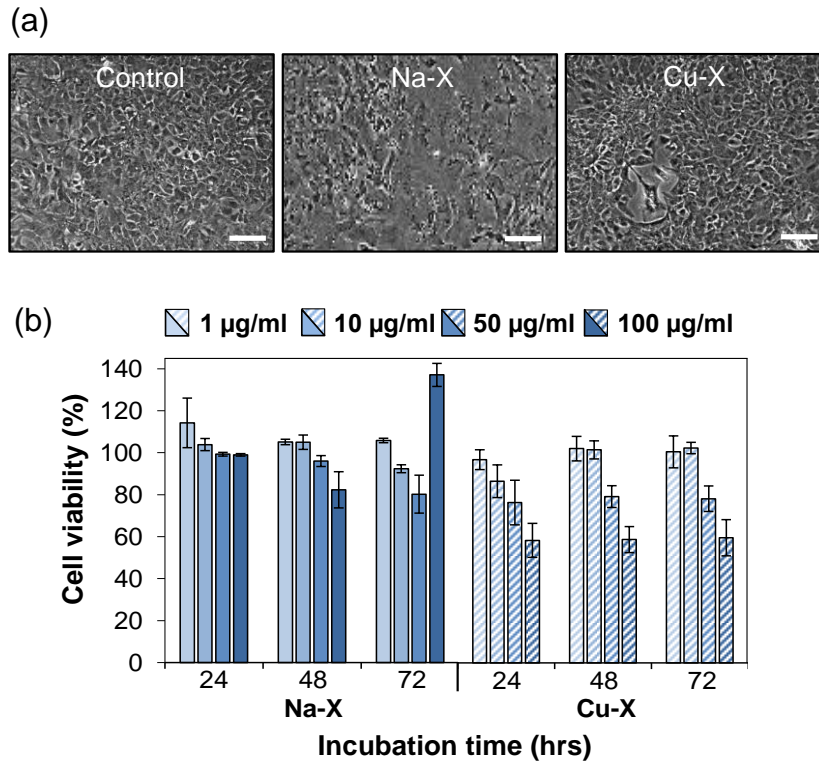 (a)
Control Na-X Cu-X
(b)
1 µg/ml 10 µg/ml 50 µg/ml 100 µg/ml
140
120
100
80
60
40
20
0
Cell viability (%)
24 48 72 24 48 72
Na-X Cu-X
Incubation time (hrs)